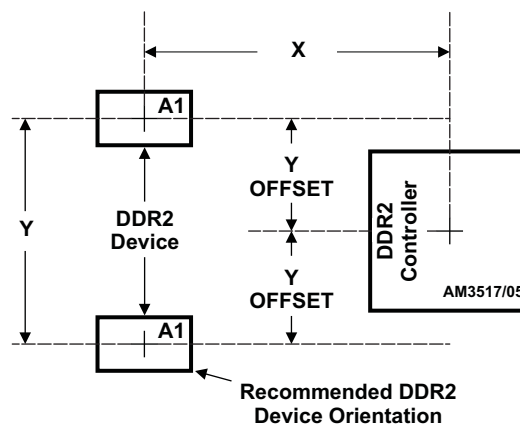 X
A1
Y
OFFSET
Y
DDR2
Device
DDR2
Controller
Y
OFFSET
AM3517/05
A1
Recommended DDR2
Device Orientation